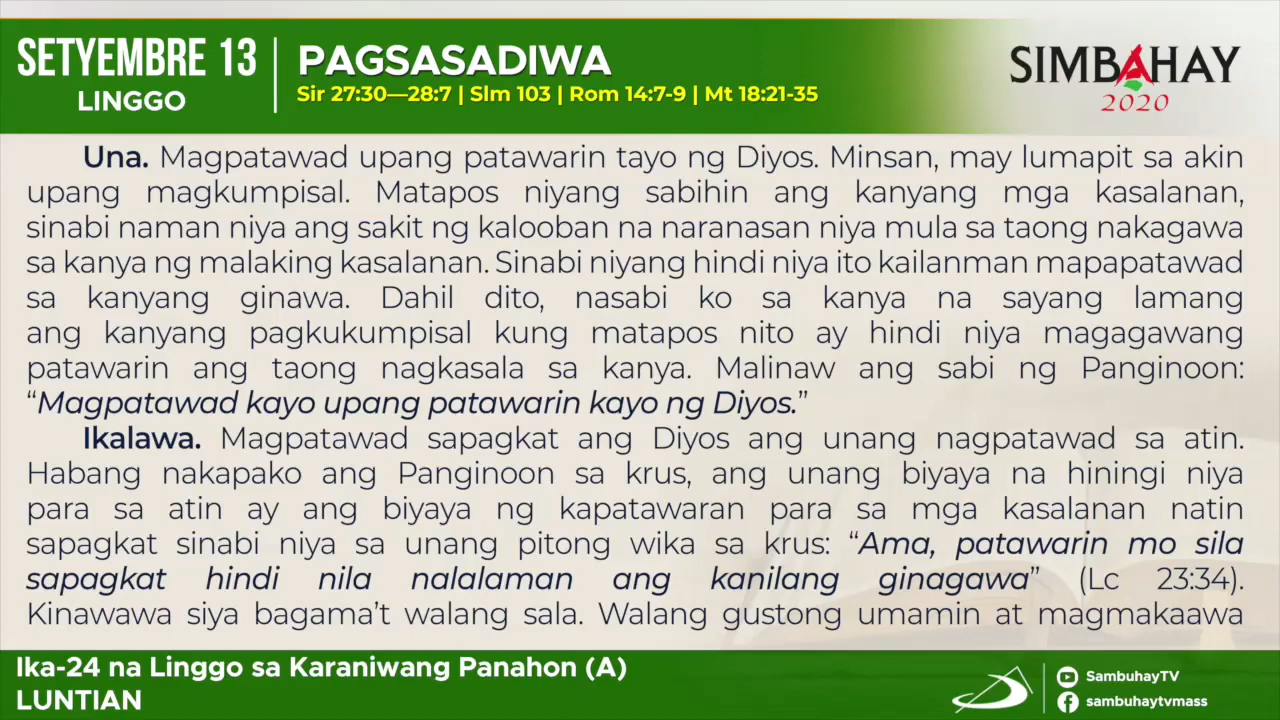 SETYEMBRE 13
LINGGO
PAGSASADIWA
Sir 27:30—28:7 | Slm 103 | Rom 14:7-9 | Mt 18:21-35
SIMBAHAY
2020
Una. Magpatawad upang patawarin tayo ng Diyos. Minsan, may lumapit sa akin
upang magkumpisal. Matapos niyang sabihin ang kanyang mga kasalanan,
sinabi naman niya ang sakit ng kalooban na naranasan niya mula sa taong nakagawa
sa kanya ng malaking kasalanan. Sinabi niyang hindi niya ito kailanman mapapatawad
sa kanyang ginawa. Dahil dito, nasabi ko sa kanya na sayang lamang
ang kanyang pagkukumpisal kung matapos nito ay hindi niya magagawang
patawarin ang taong nagkasala sa kanya. Malinaw ang sabi ng Panginoon:
“Magpatawad kayo upang patawarin kayo ng Diyos.”
Ikalawa. Magpatawad sapagkat ang Diyos ang unang nagpatawad sa atin.
Habang nakapako ang Panginoon sa krus, ang unang biyaya na hiningi niya
para sa atin ay ang biyaya ng kapatawaran para sa mga kasalanan natin
sapagkat sinabi niya sa unang pitong wika sa krus: “Ama, patawarin mo sila
sapagkat hindi nila nalalaman ang kanilang ginagawa” (Lc 23:34).
Kinawawa siya bagama’t walang sala. Walang gustong umamin at magmakaawa
Ika-24 na Linggo sa Karaniwang Panahon (A)
LUNTIAN
SambuhayTV
sambuhaytvmass